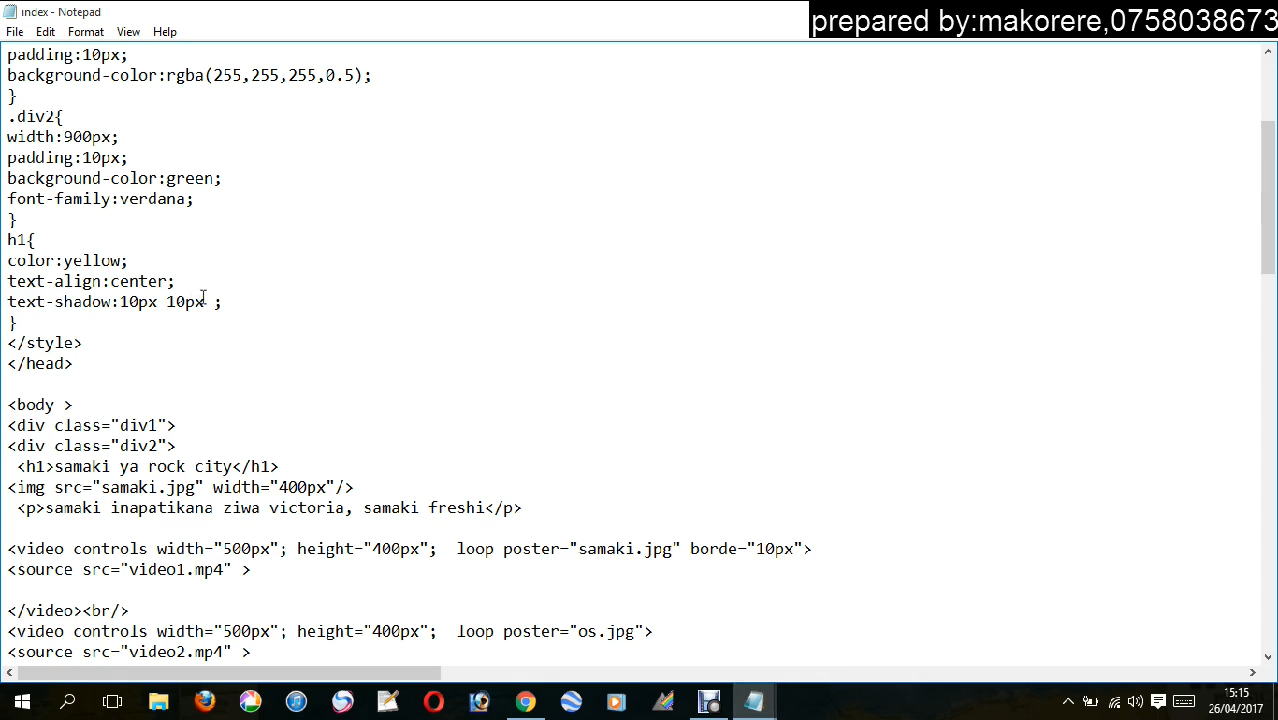 index - Notepad
prepared by:makorere,0758038673
File Edit Format View Help
padding:10px;
background-color:rgba(255,255,255,0.5);
}
.div2{
width:900px;
padding:10px;
background-color:green;
font-family:verdana;
}
h1{
color:yellow;
text-align:center;
text-shadow:10px 10px ;
}
</style>
</head>
<body >
<div class="div1">
<div class="div2">
<h1>samaki ya rock city</h1>
<img src="samaki.jpg" width="400px"/>
<p>samaki inapatikana ziwa victoria, samaki freshi</p>
<video controls width="500px"; height="400px";  loop poster="samaki.jpg" borde="10px">
<source src="video1.mp4" >
</video><br/>
<video controls width="500px"; height="400px";  loop poster="os.jpg">
<source src="video2.mp4" >
15:15
26/04/2017